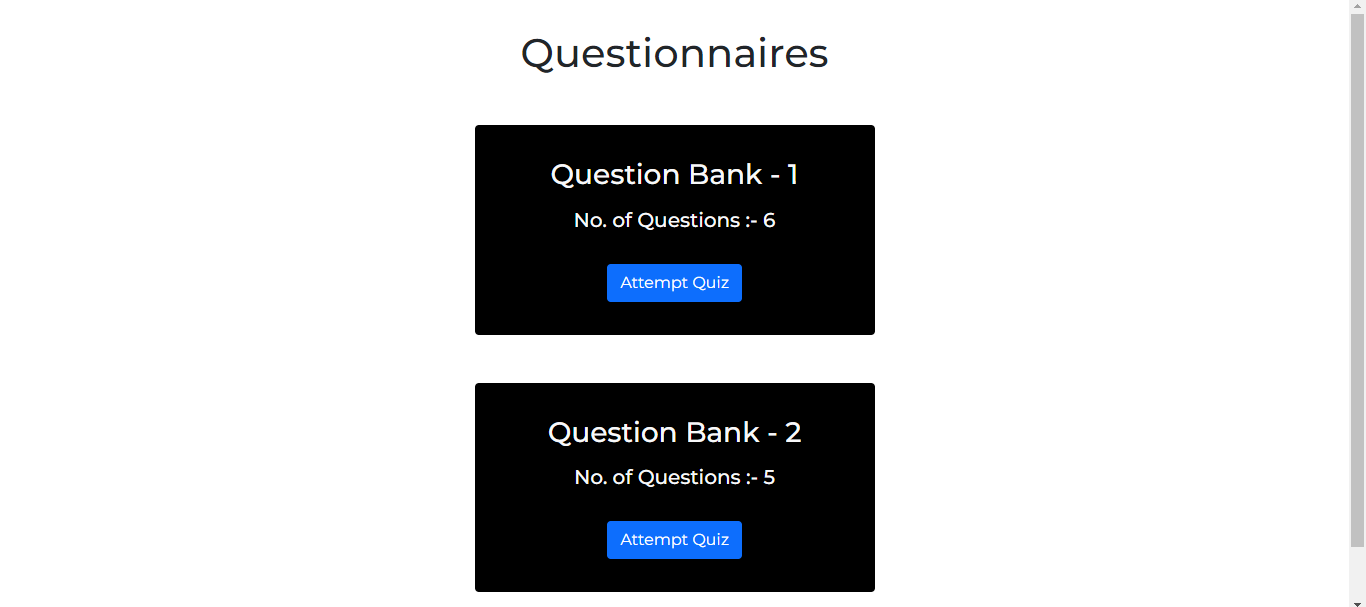 Questionnaires
Question Bank - 1
No. of Questions :- 6
Attempt Quiz
Question Bank - 2
No. of Questions :- 5
Attempt Quiz